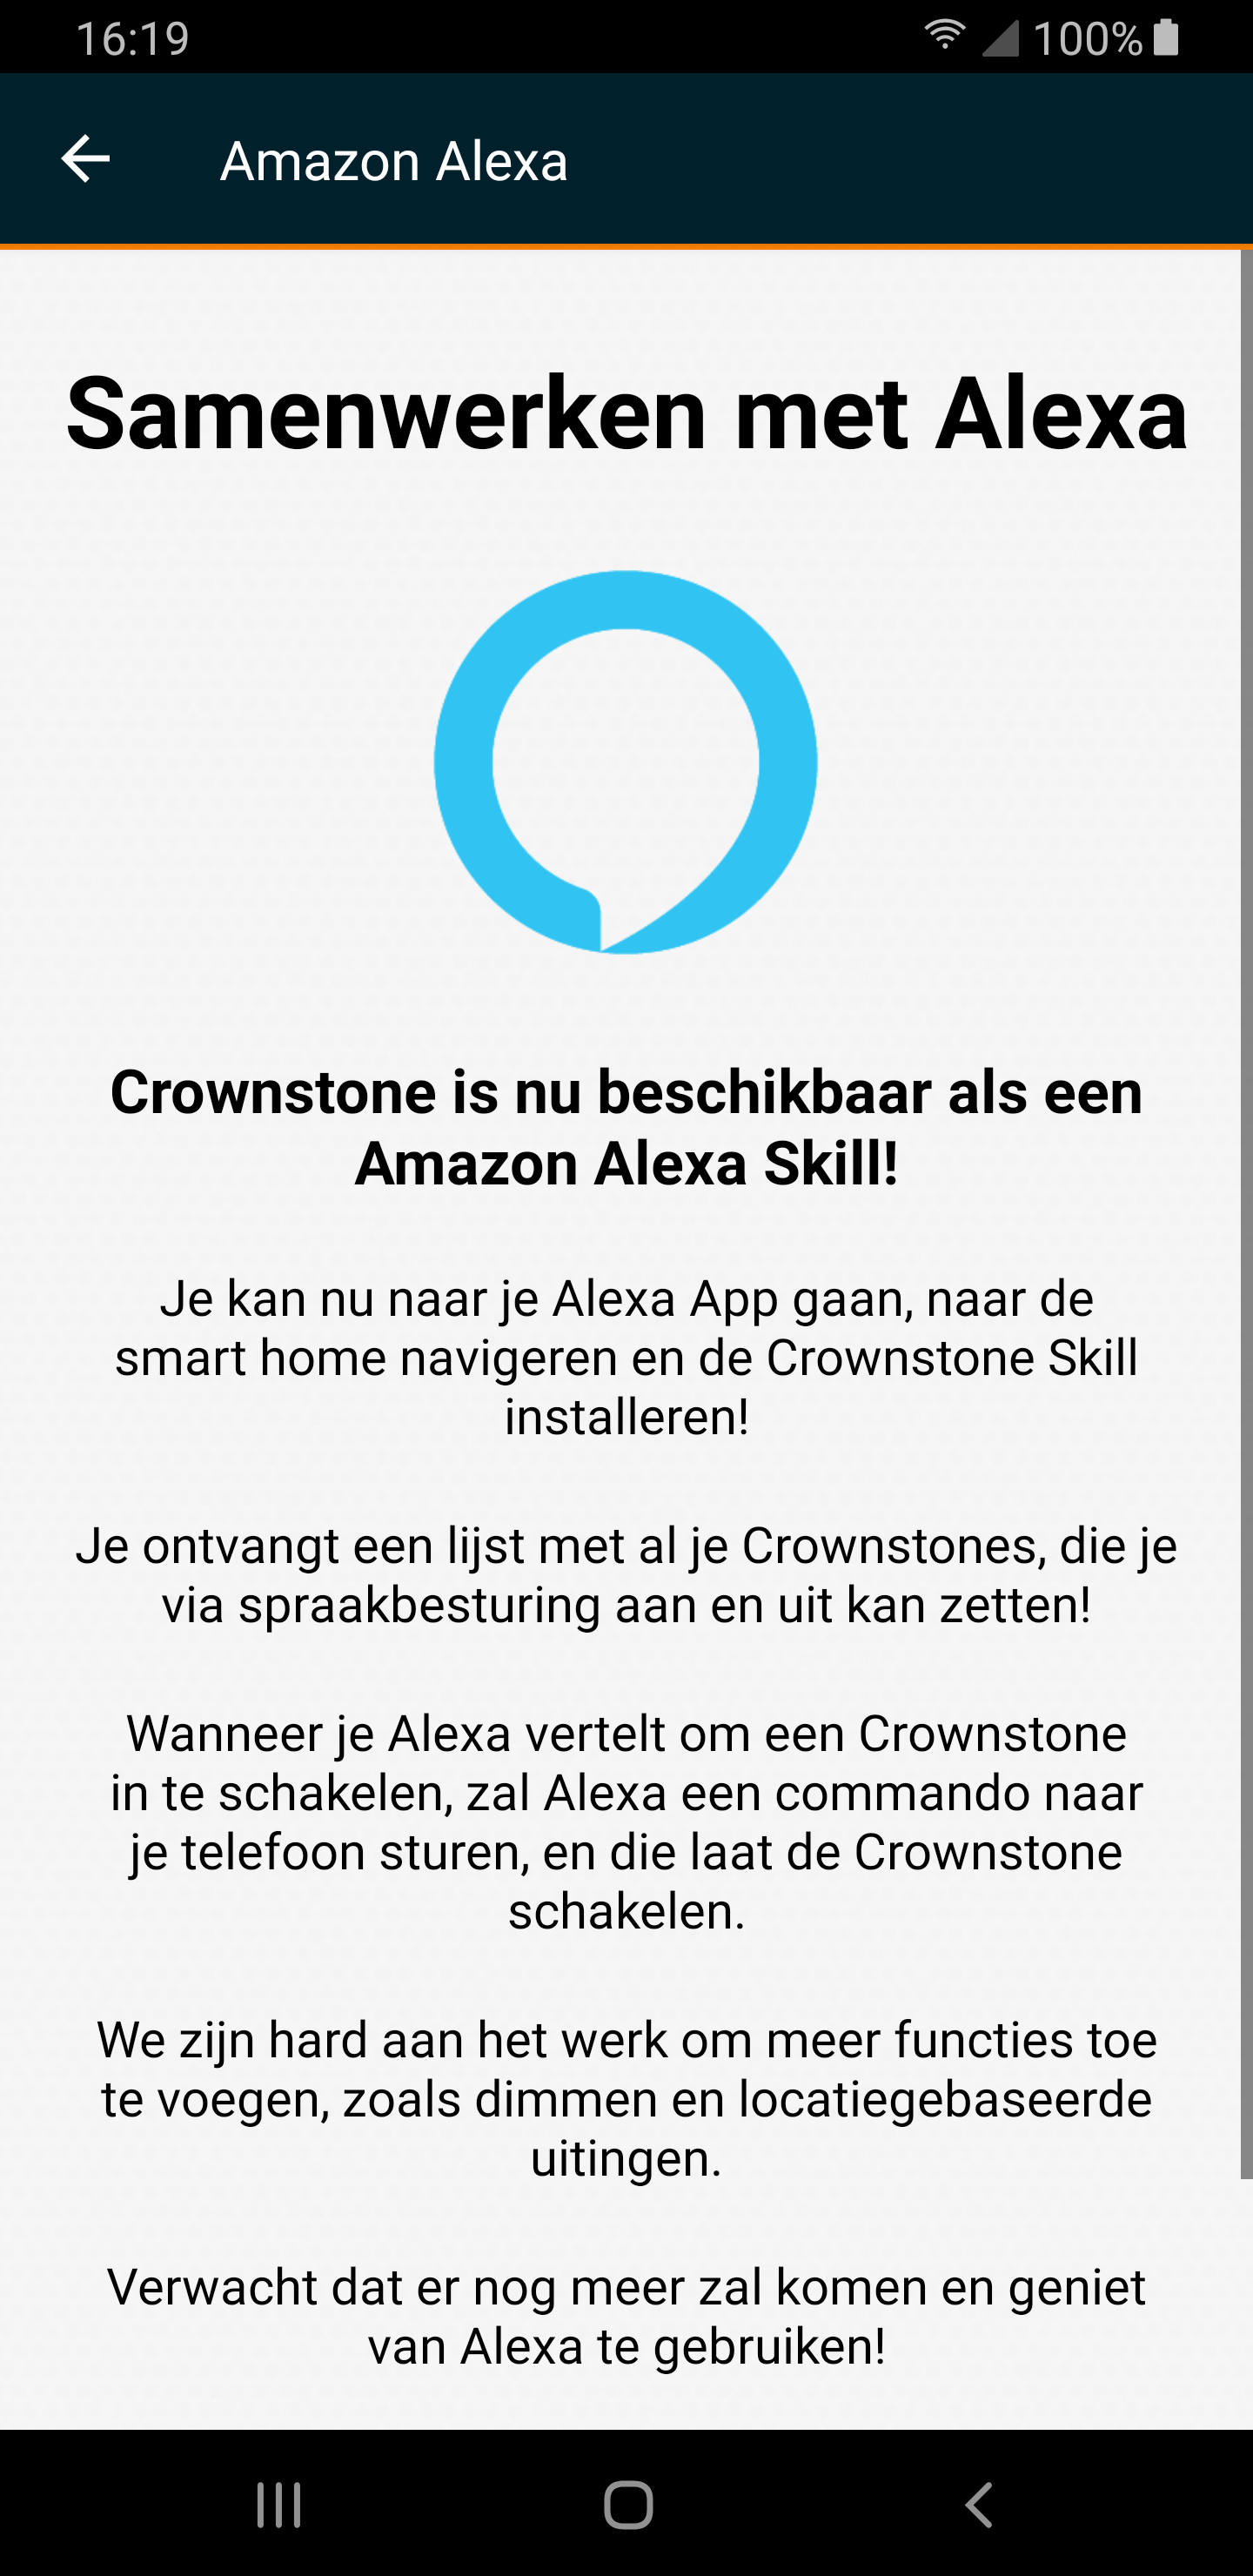 16:19
100%
Amazon Alexa
Samenwerken met Alexa
Crownstone is nu beschikbaar als een
Amazon Alexa Skill!
Je kan nu naar je Alexa App gaan, naar de
smart home navigeren en de Crownstone Skill
installeren!
Je ontvangt een lijst met al je Crownstones, die je
via spraakbesturing aan en uit kan zetten!
Wanneer je Alexa vertelt om een Crownstone
in te schakelen, zal Alexa een commando naar
je telefoon sturen, en die laat de Crownstone
schakelen.
We zijn hard aan het werk om meer functies toe
te voegen, zoals dimmen en locatiegebaseerde
uitingen.
Verwacht dat er nog meer zal komen en geniet
van Alexa te gebruiken!